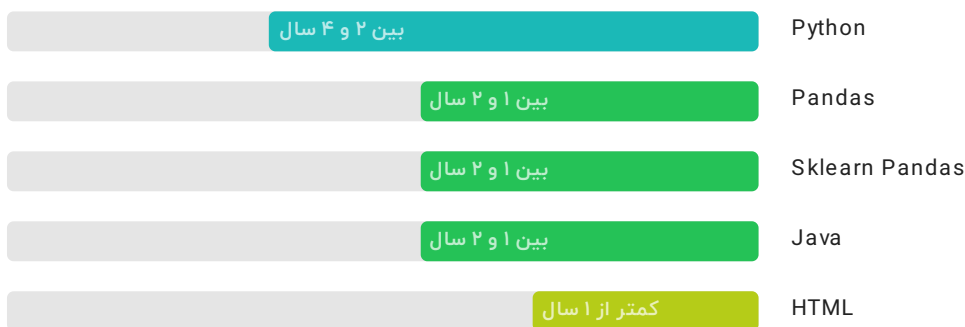 Python بین ۲ و ۴ سال
Pandas بین ۱ و ۲ سال
Sklearn Pandas بین ۱ و ۲ سال
Java بین ۱ و ۲ سال
HTML کمتر از ۱ سال